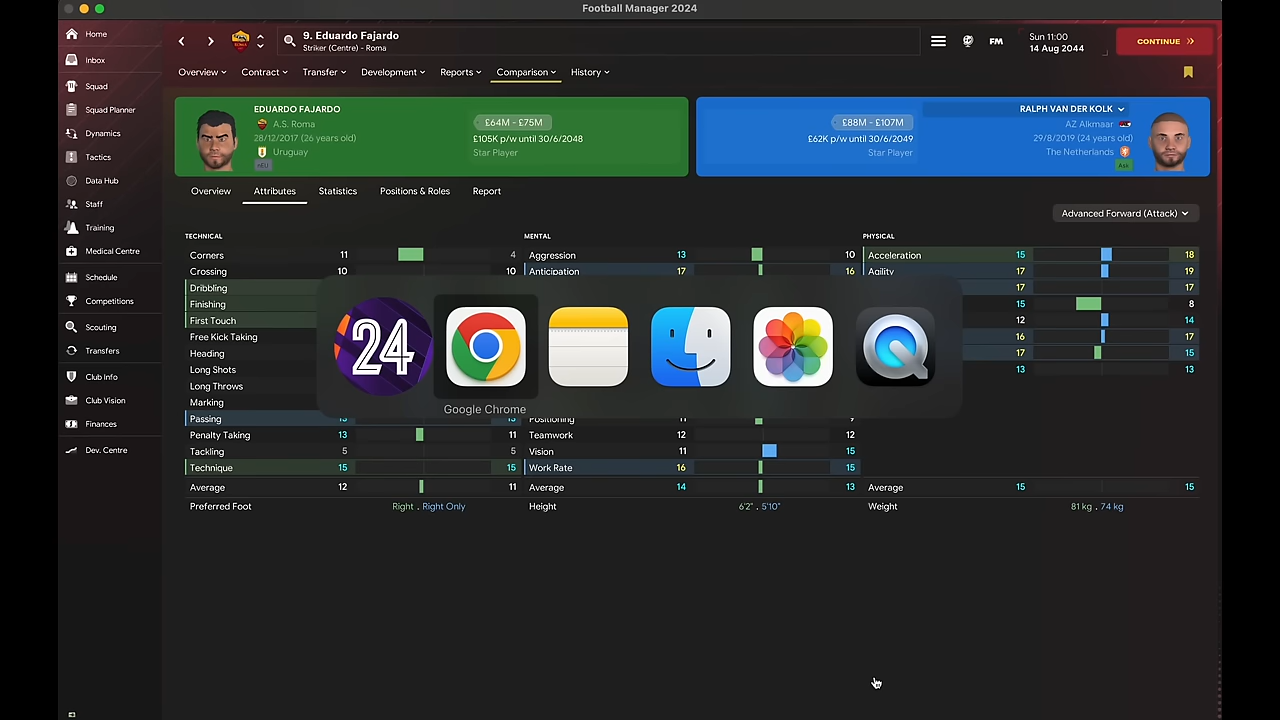 Football Manager 2024
Home
Inbox
Squad
Squad Planner
Dynamics
Tactics
Data Hub
Staff
Training
Medical Centre
Schedule
Competitions
Scouting
Transfers
Club Info
Club Vision
Finances
Dev. Centre
9. Eduardo Fajardo
Striker (Centre) - Roma
FM
Sun 11:00
14 Aug 2044
CONTINUE
Overview Contract Transfer Development Reports Comparison History
EDUARDO FAJARDO
A.S. Roma
28/12/2017 (26 years old)
Uruguay
£64M - £75M
£105K p/w until 30/6/2048
Star Player
RALPH VAN DER KOLK
£88M - £107M
AZ Alkmaar
£62K p/w until 30/6/2049
29/8/2019 (24 years old)
Star Player
The Netherlands
Overview Attributes Statistics Positions & Roles Report
Advanced Forward (Attack)
TECHNICAL MENTAL PHYSICAL
Corners 11 4 Aggression 13 10 Acceleration 15 18
Crossing 10 10 Anticipation 17 16 Agility 17 19
Dribbling 17
Finishing 15 8
First Touch 12 14
Free Kick Taking 16 17
Heading 17 15
Long Shots 13 13
Long Throws
Marking
24
Google Chrome
Passing 13 13 Positioning 11 9
Penalty Taking 13 11 Teamwork 12 12
Tackling 5 5 Vision 11 15
Technique 15 15 Work Rate 16 15
Average 12 11 Average 14 13 Average 15 15
Preferred Foot Right . Right Only Height 6'2" . 5'10" Weight 81 kg . 74 kg